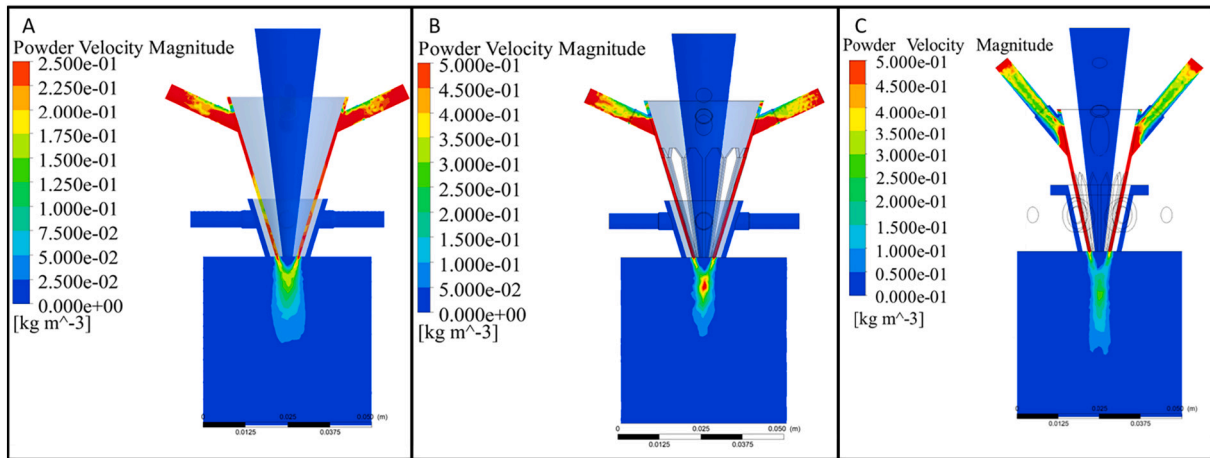 A
Powder Velocity Magnitude
2.500e-01
2.250e-01
2.000e-01
1.750e-01
1.500e-01
1.250e-01
1.000e-01
7.500e-02
5.000e-02
2.500e-02
0.000e+00
[kg m^-3]
0 0.025 0.050 (m)
0.0125 0.0375
B
Powder Velocity Magnitude
5.000e-01
4.500e-01
4.000e-01
3.500e-01
3.000e-01
2.500e-01
2.000e-01
1.500e-01
1.000e-01
5.000e-02
0.000e+00
[kg m^-3]
0 0.025 0.050 (m)
0.0125 0.0375
C
Powder Velocity Magnitude
5.000e-01
4.500e-01
4.000e-01
3.500e-01
3.000e-01
2.500e-01
2.000e-01
1.500e-01
1.000e-01
0.500e-01
0.000e-01
[kg m^-3]
0 0.025 0.050 (m)
0.0125 0.0375